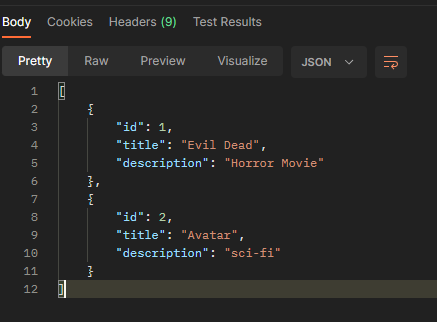 Body Cookies Headers (9) Test Results
Pretty Raw Preview Visualize JSON
1 [
2 {
3 "id": 1,
4 "title": "Evil Dead",
5 "description": "Horror Movie"
6 },
7 {
8 "id": 2,
9 "title": "Avatar",
10 "description": "sci-fi"
11 }
12 ]